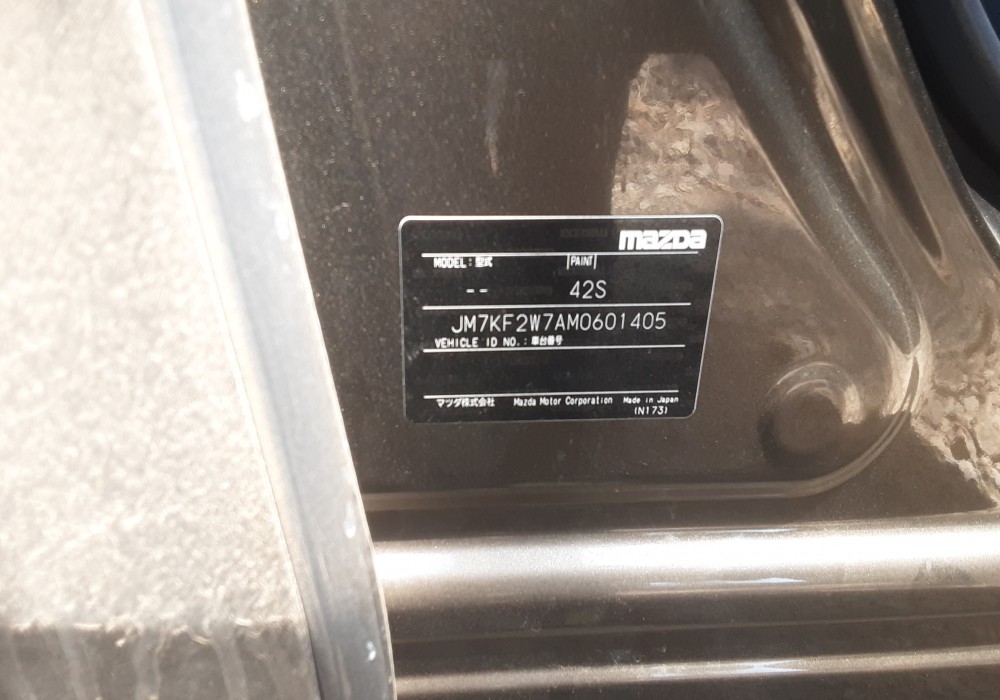 mazda
MODEL：型式 PAINT
-- 42S
JM7KF2W7AM0601405
VEHICLE ID NO.：車台番号
マツダ株式会社 Mazda Motor Corporation Made in Japan
(N173)